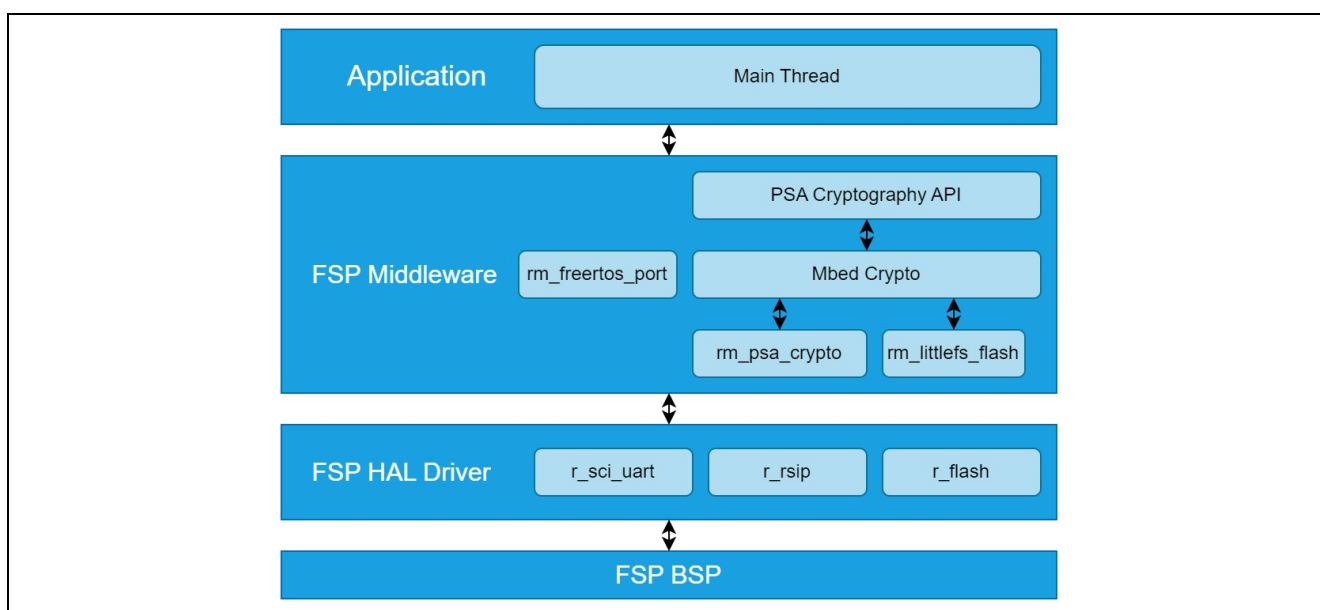 Application
Main Thread
PSA Cryptography API
FSP Middleware
rm_freertos_port
Mbed Crypto
rm_psa_crypto
rm_littlefs_flash
FSP HAL Driver
r_sci_uart
r_rsip
r_flash
FSP BSP